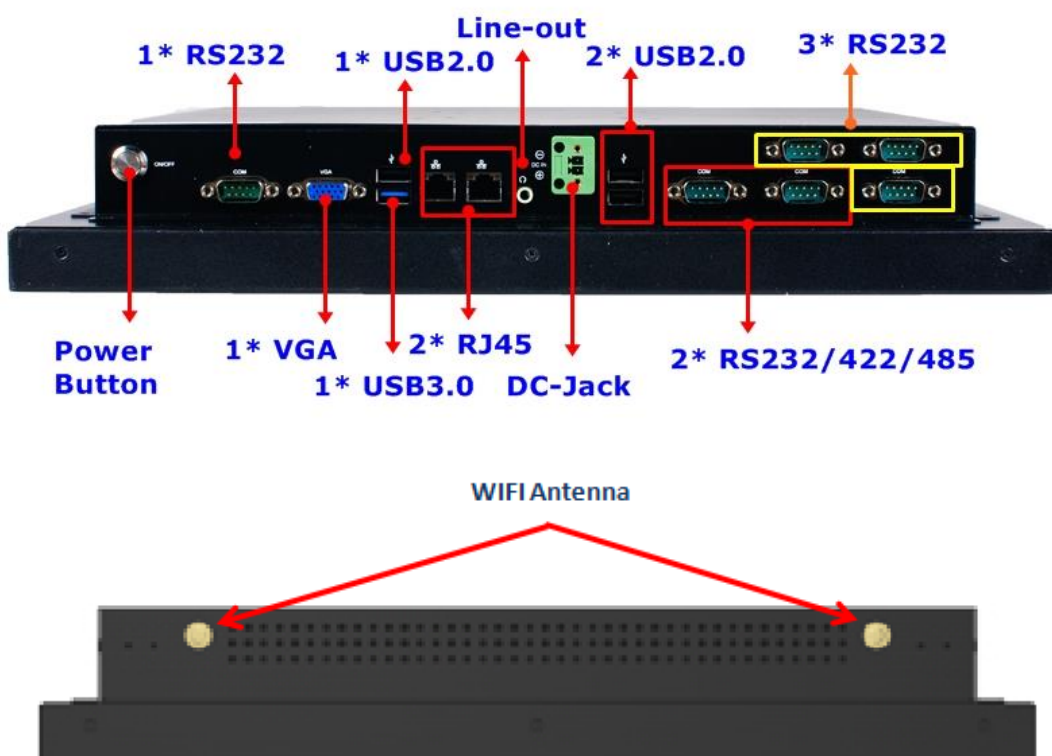 Line-out
1* RS232
1* USB2.0
2* USB2.0
3* RS232
ON/OFF
COM
VGA
DC IN
COM
COM
COM
Power
Button
1* VGA
2* RJ45
2* RS232/422/485
1* USB3.0
DC-Jack
WIFI Antenna